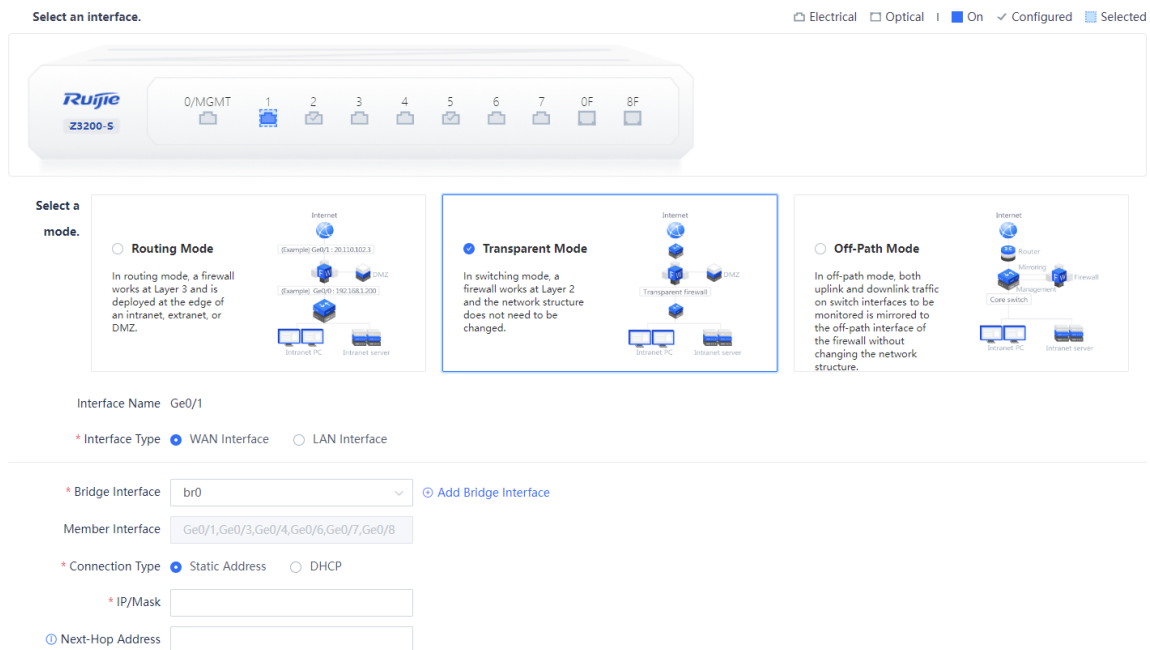 Select an interface.
Electrical Optical | On Configured Selected
Ruijie
Z3200-S
0/MGMT 1 2 3 4 5 6 7 0F 8F
Select a
mode.
Routing Mode
In routing mode, a firewall
works at Layer 3 and is
deployed at the edge of
an intranet, extranet, or
DMZ.
Internet
(Example) Ge0/1 : 20.110.102.3
FW
DMZ
(Example) Ge0/0 : 192.168.1.200
Intranet PC
Intranet server
Transparent Mode
In switching mode, a
firewall works at Layer 2
and the network structure
does not need to be
changed.
Internet
FW
DMZ
Transparent firewall
Intranet PC
Intranet server
Off-Path Mode
In off-path mode, both
uplink and downlink traffic
on switch interfaces to be
monitored is mirrored to
the off-path interface of
the firewall without
changing the network
structure.
Internet
Router
Mirroring
FW
Firewall
Management
Core switch
Intranet PC
Intranet server
Interface Name Ge0/1
* Interface Type WAN Interface LAN Interface
* Bridge Interface br0 Add Bridge Interface
Member Interface Ge0/1,Ge0/3,Ge0/4,Ge0/6,Ge0/7,Ge0/8
* Connection Type Static Address DHCP
* IP/Mask
Next-Hop Address